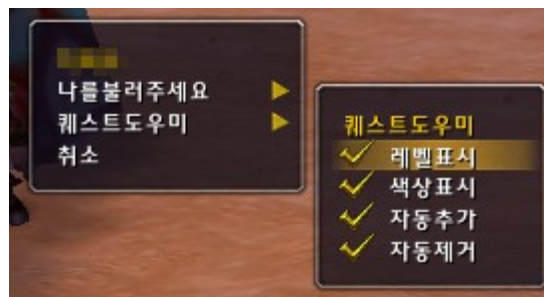 나를불러주세요
퀘스트도우미
취소
퀘스트도우미
레벨표시
색상표시
자동추가
자동제거